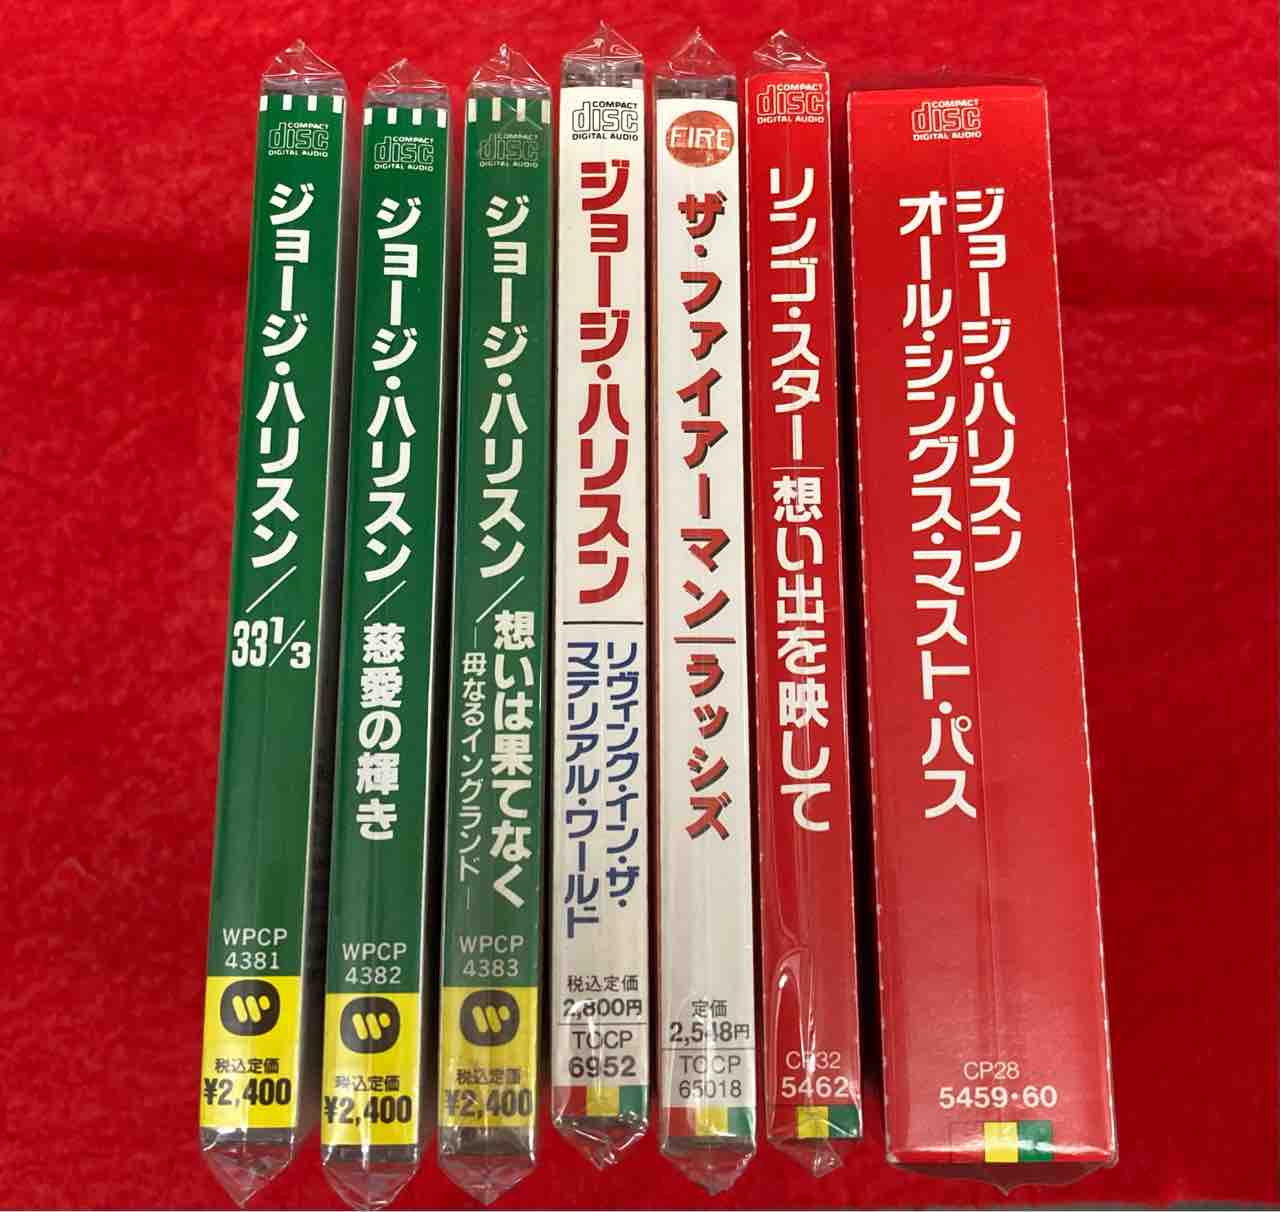 COMPACT
disc
DIGITAL AUDIO
ジョージ・ハリスン／33 1/3
WPCP
4381
税込定価
¥2,400
COMPACT
disc
DIGITAL AUDIO
ジョージ・ハリスン／慈愛の輝き
WPCP
4382
税込定価
¥2,400
COMPACT
disc
DIGITAL AUDIO
ジョージ・ハリスン／想いは果てなく
―母なるイングランド―
WPCP
4383
税込定価
¥2,400
COMPACT
disc
DIGITAL AUDIO
ジョージ・ハリスン
リヴィング・イン・ザ・
マテリアル・ワールド
税込定価
2,800円
TOCP
6952
FIRE
ザ・ファイアーマン
ラッシズ
定価
2,548円
TOCP
65018
COMPACT
disc
DIGITAL AUDIO
リンゴ・スター
想い出を映して
CP32
5462
COMPACT
disc
DIGITAL AUDIO
ジョージ・ハリスン
オール・シングス・マスト・パス
CP28
5459・60